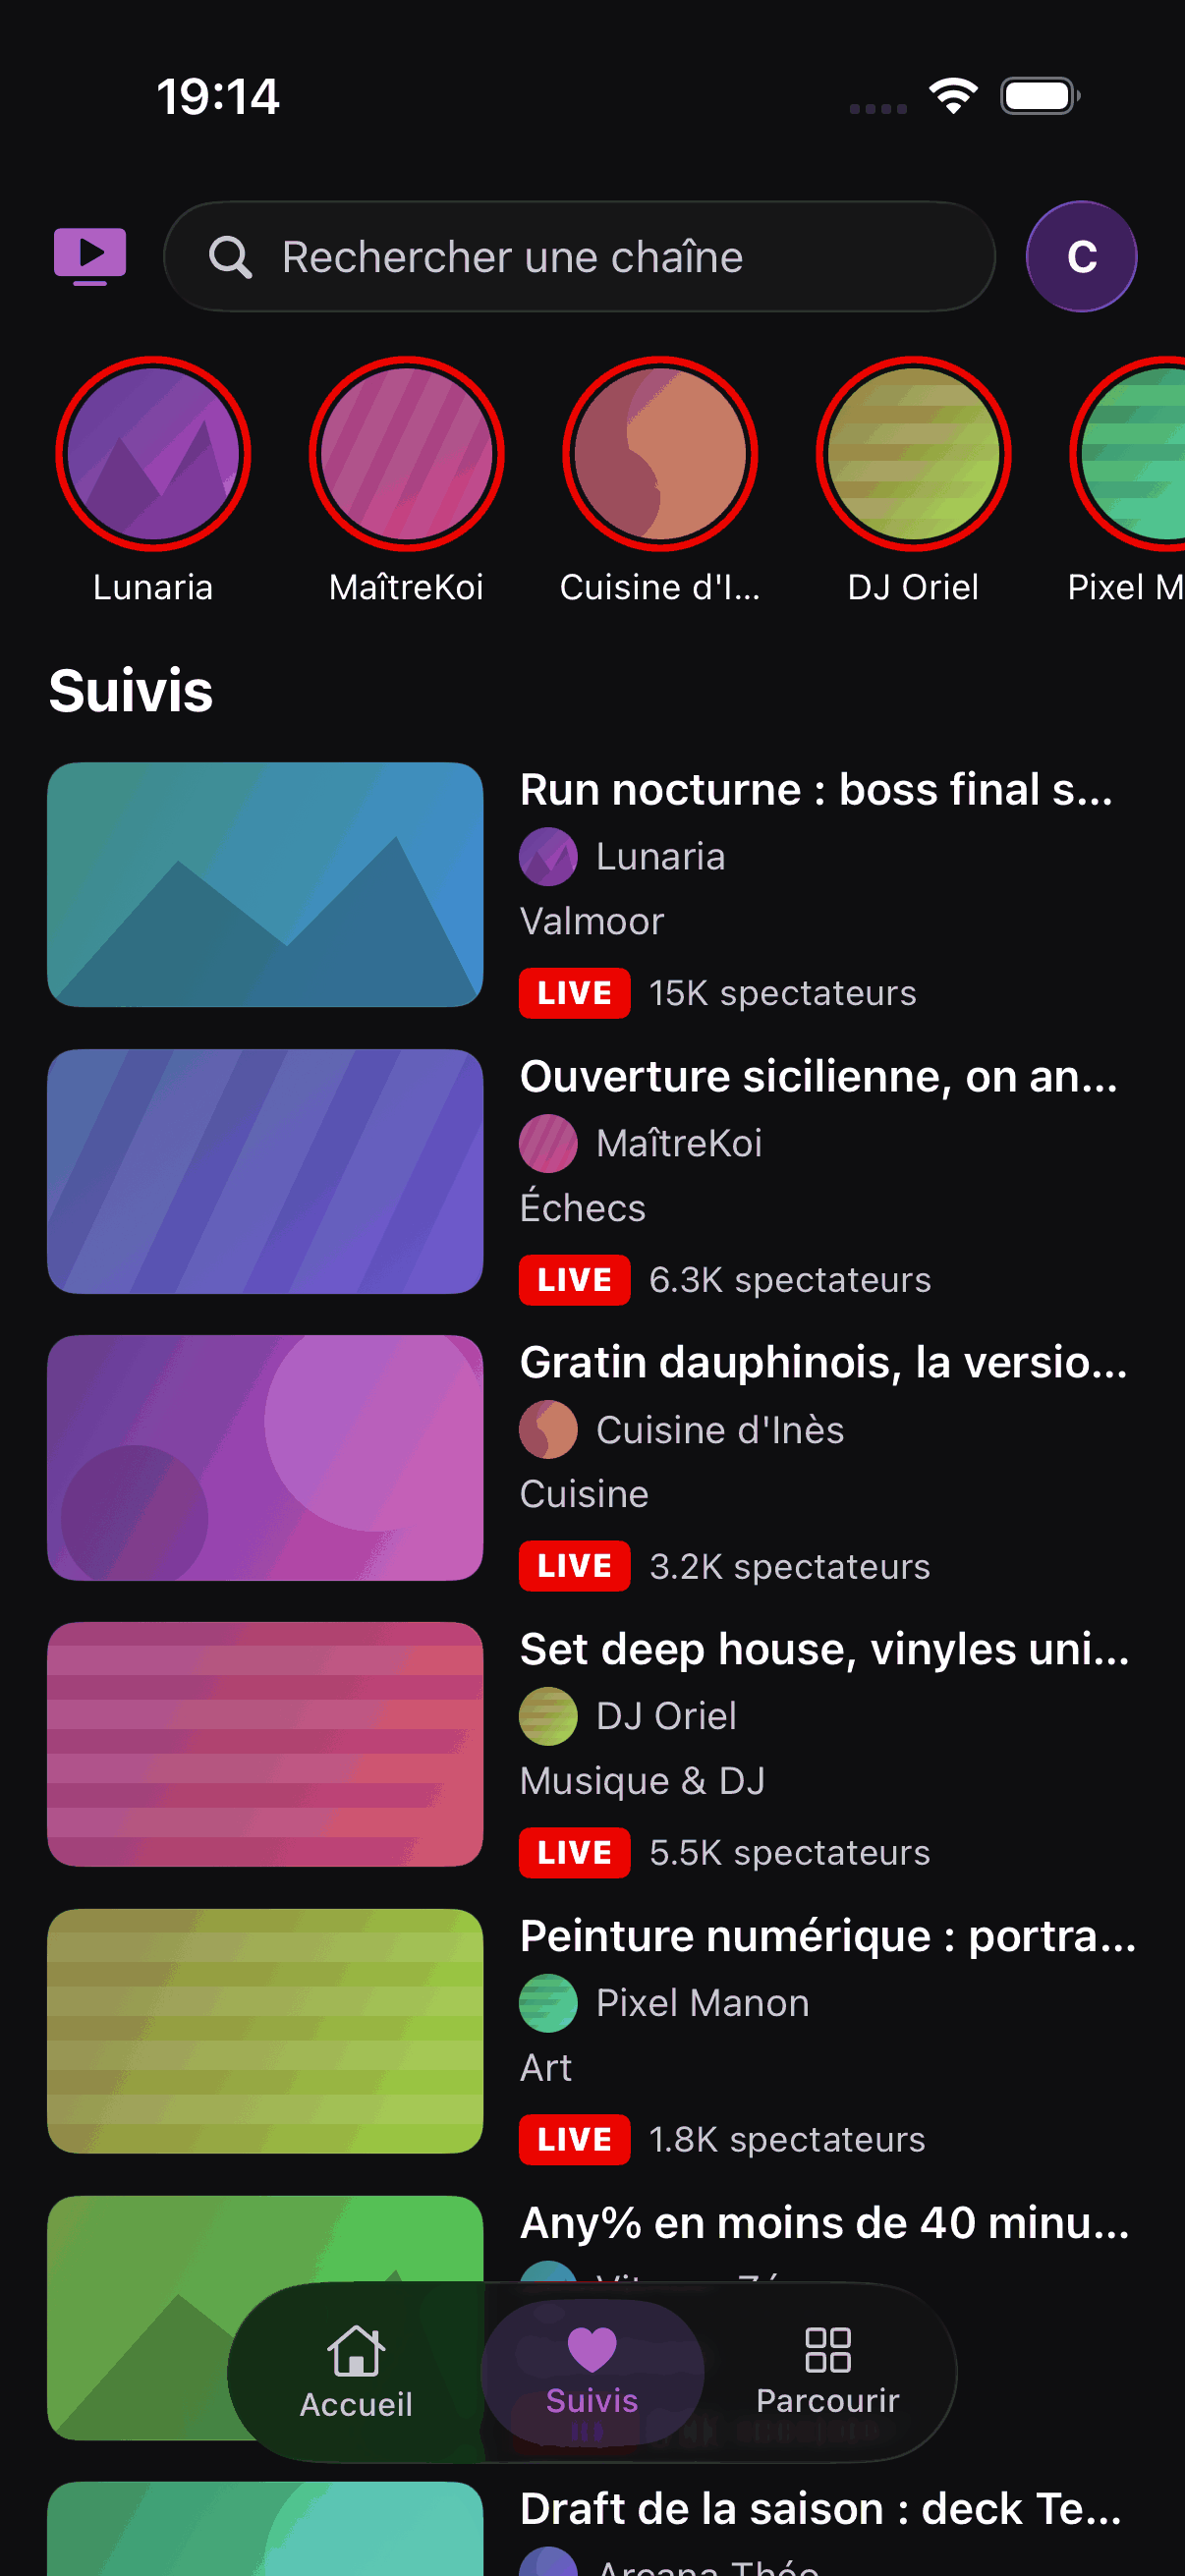 19:14
Rechercher une chaîne
C
Lunaria
MaîtreKoi
Cuisine d'I...
DJ Oriel
Pixel M
Suivis
Run nocturne : boss final s...
Lunaria
Valmoor
LIVE 15K spectateurs
Ouverture sicilienne, on an...
MaîtreKoi
Échecs
LIVE 6.3K spectateurs
Gratin dauphinois, la versio...
Cuisine d'Inès
Cuisine
LIVE 3.2K spectateurs
Set deep house, vinyles uni...
DJ Oriel
Musique & DJ
LIVE 5.5K spectateurs
Peinture numérique : portra...
Pixel Manon
Art
LIVE 1.8K spectateurs
Any% en moins de 40 minu...
Accueil
Suivis
Parcourir
Draft de la saison : deck Te...
Arcana Théo